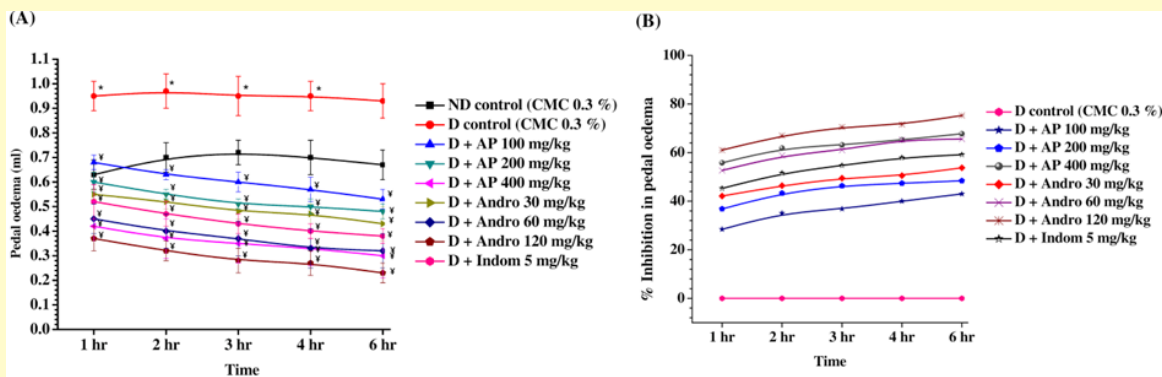 (A)
Pedal oedema (ml)
1.1
1.0
0.9
0.8
0.7
0.6
0.5
0.4
0.3
0.2
0.1
0.0
* * * *
¥ ¥ ¥ ¥ ¥
¥ ¥ ¥ ¥ ¥
¥ ¥ ¥ ¥ ¥
¥ ¥ ¥ ¥ ¥
¥ ¥ ¥ ¥ ¥
¥ ¥ ¥ ¥ ¥
1 hr 2 hr 3 hr 4 hr 6 hr
Time
ND control (CMC 0.3 %)
D control (CMC 0.3 %)
D + AP 100 mg/kg
D + AP 200 mg/kg
D + AP 400 mg/kg
D + Andro 30 mg/kg
D + Andro 60 mg/kg
D + Andro 120 mg/kg
D + Indom 5 mg/kg
(B)
% Inhibition in pedal oedema
100
80
60
40
20
0
1 hr 2 hr 3 hr 4 hr 6 hr
Time
D control (CMC 0.3 %)
D + AP 100 mg/kg
D + AP 200 mg/kg
D + AP 400 mg/kg
D + Andro 30 mg/kg
D + Andro 60 mg/kg
D + Andro 120 mg/kg
D + Indom 5 mg/kg